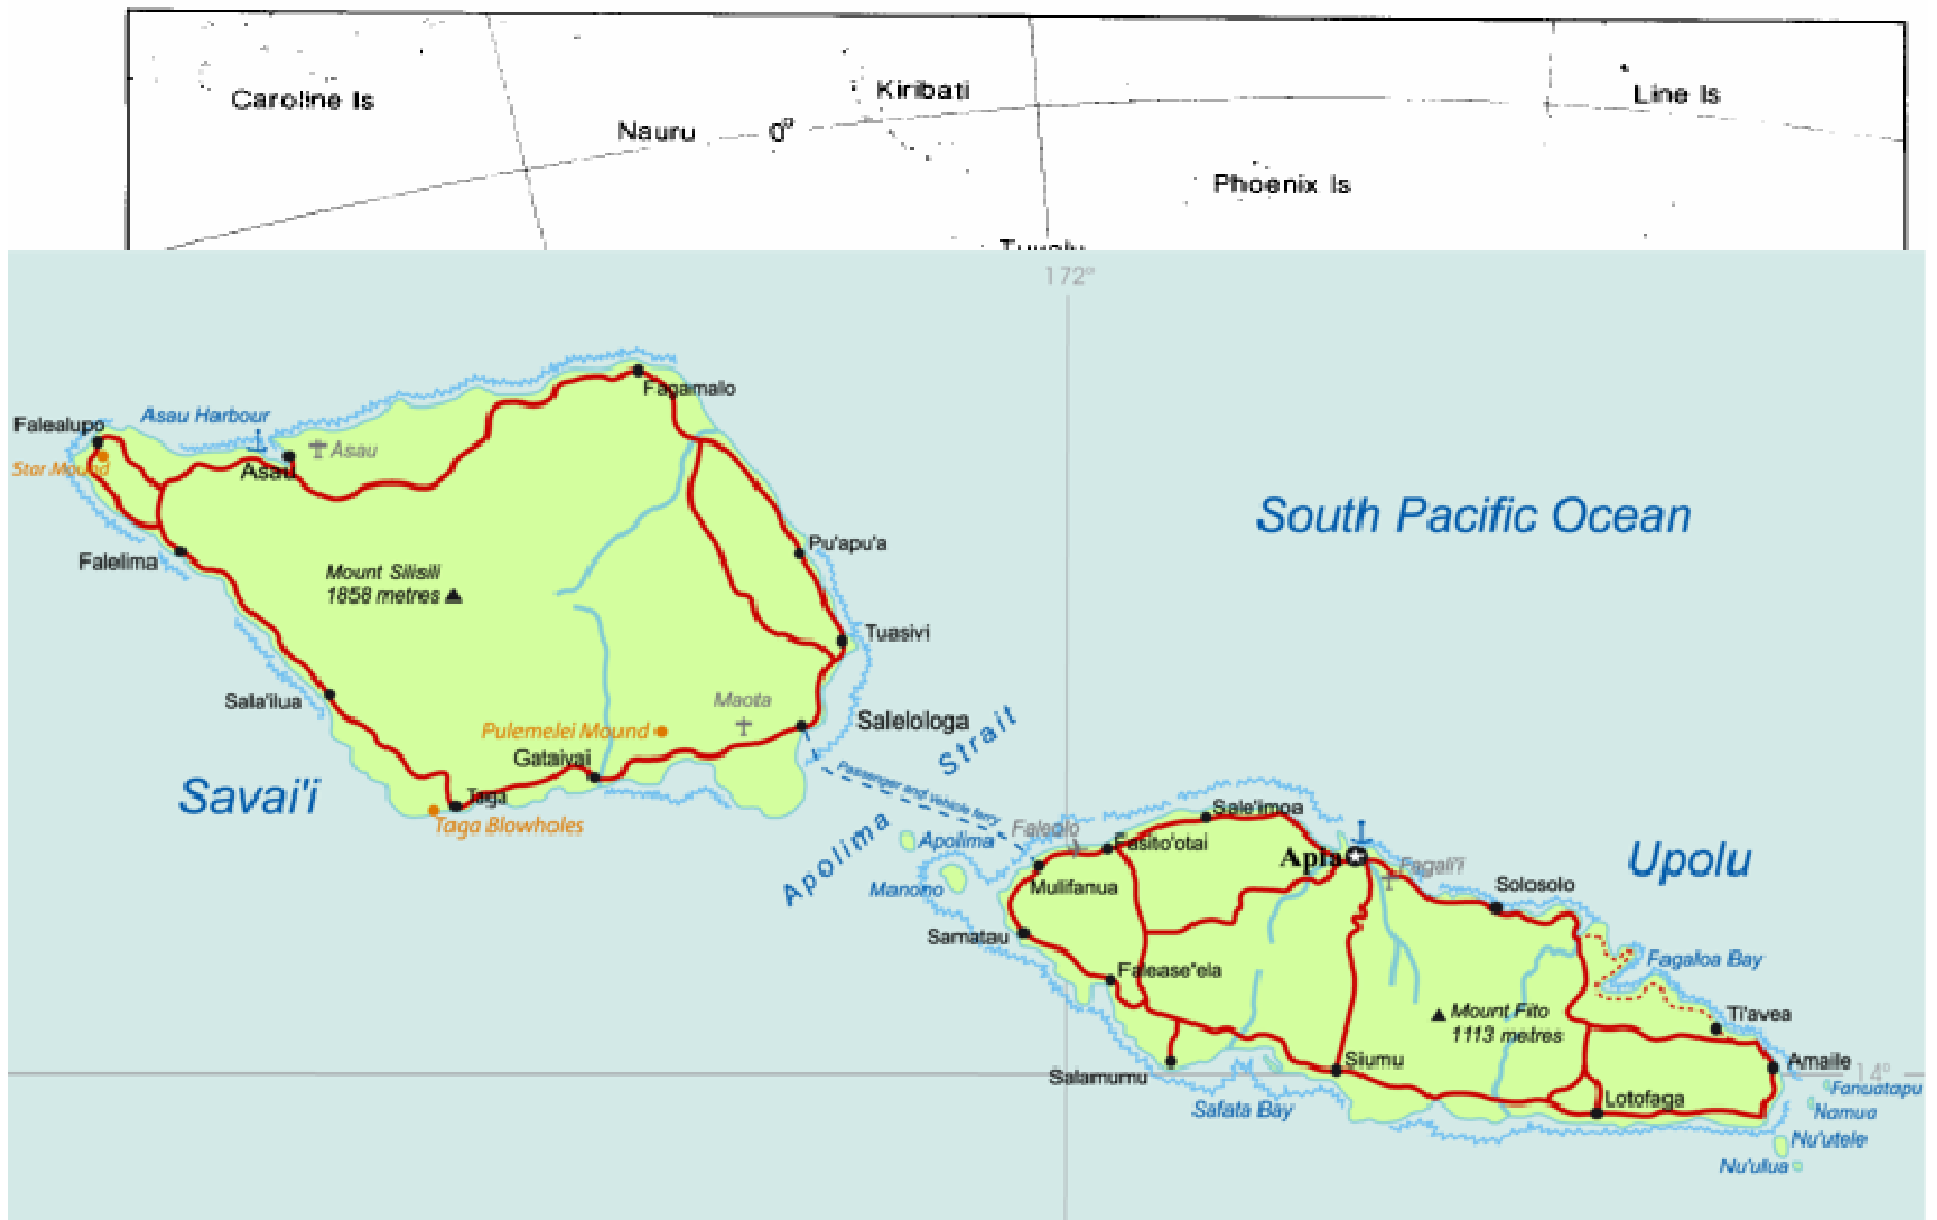 Caroline Is
Kiribati
Line Is
Nauru
0°
Phoenix Is
Tuvalu
172°
Fagamalo
Asau Harbour
Falealupo
Asau
Star Mound
Asau
South Pacific Ocean
Pu'apu'a
Falelima
Mount Silisili
1858 metres
Tuasivi
Maota
Sala'ilua
Salelologa
Pulemelei Mound
Strait
Gataivai
Passenger and vehicle ferry
Savai'i
Taga
Sale'imoa
Taga Blowholes
Faleolo
Apolima
Apolima
Fasito'otai
Apia
Upolu
Fagali'i
Manono
Mulifanua
Solosolo
Samatau
Fagaloa Bay
Falease'ela
Mount Fito
1113 metres
Ti'avea
Siumu
Amaile
Salamumu
14°
Fanuatapu
Lotofaga
Safata Bay
Namua
Nu'utele
Nu'ulua